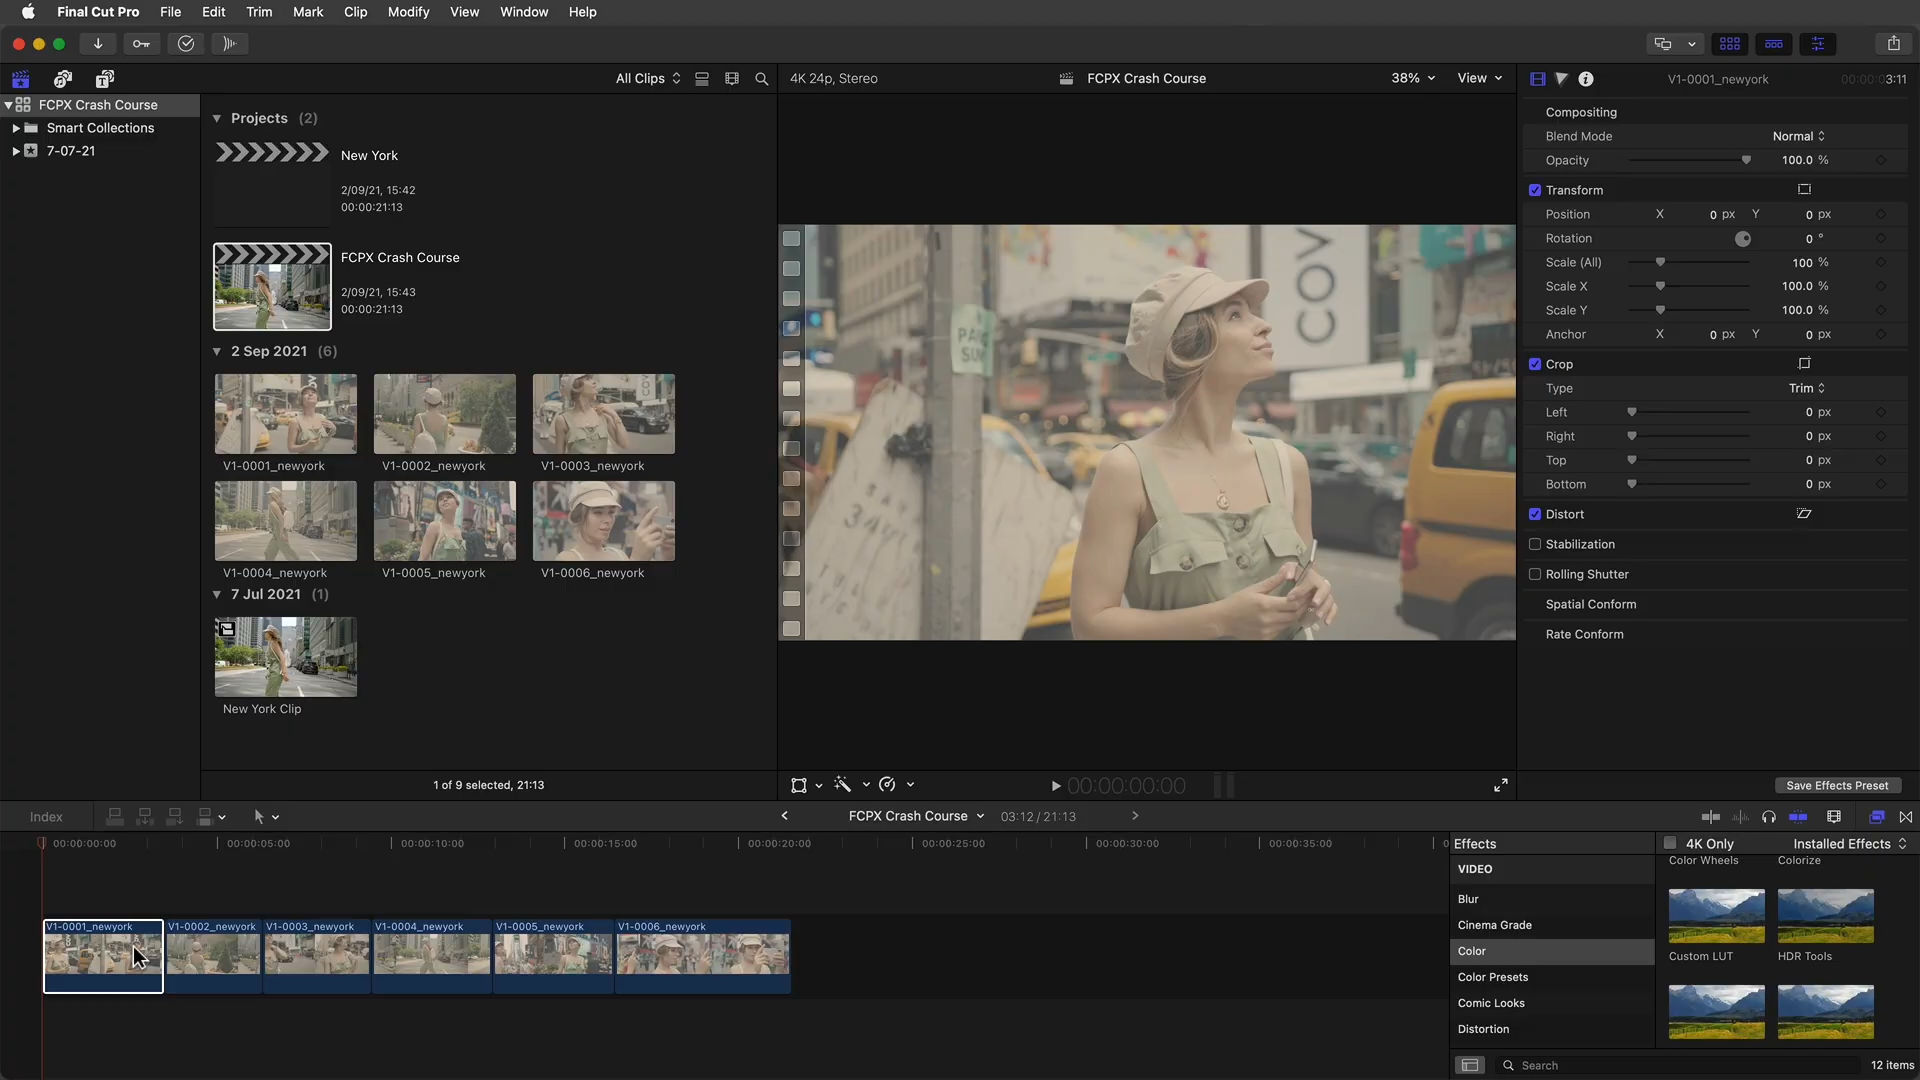 Final Cut Pro File Edit Trim Mark Clip Modify View Window Help
All Clips 4K 24p, Stereo FCPX Crash Course 38% View V1-0001_newyork 00:00:03:11
FCPX Crash Course
Smart Collections
7-07-21
Projects (2)
New York
2/09/21, 15:42
00:00:21:13
FCPX Crash Course
2/09/21, 15:43
00:00:21:13
2 Sep 2021 (6)
V1-0001_newyork V1-0002_newyork V1-0003_newyork
V1-0004_newyork V1-0005_newyork V1-0006_newyork
7 Jul 2021 (1)
New York Clip
1 of 9 selected, 21:13
COV
PARK
SUN
00:00:00:00
Compositing
Blend Mode Normal
Opacity 100.0 %
Transform
Position X 0 px Y 0 px
Rotation 0 °
Scale (All) 100 %
Scale X 100.0 %
Scale Y 100.0 %
Anchor X 0 px Y 0 px
Crop
Type Trim
Left 0 px
Right 0 px
Top 0 px
Bottom 0 px
Distort
Stabilization
Rolling Shutter
Spatial Conform
Rate Conform
Save Effects Preset
Index FCPX Crash Course 03:12 / 21:13
00:00:00:00 00:00:05:00 00:00:10:00 00:00:15:00 00:00:20:00 00:00:25:00 00:00:30:00 00:00:35:00 0
V1-0001_newyork V1-0002_newyork V1-0003_newyork V1-0004_newyork V1-0005_newyork V1-0006_newyork
Effects 4K Only Installed Effects
VIDEO
Blur
Cinema Grade
Color
Color Presets
Comic Looks
Distortion
Color Wheels Colorize
Custom LUT HDR Tools
Search 12 items